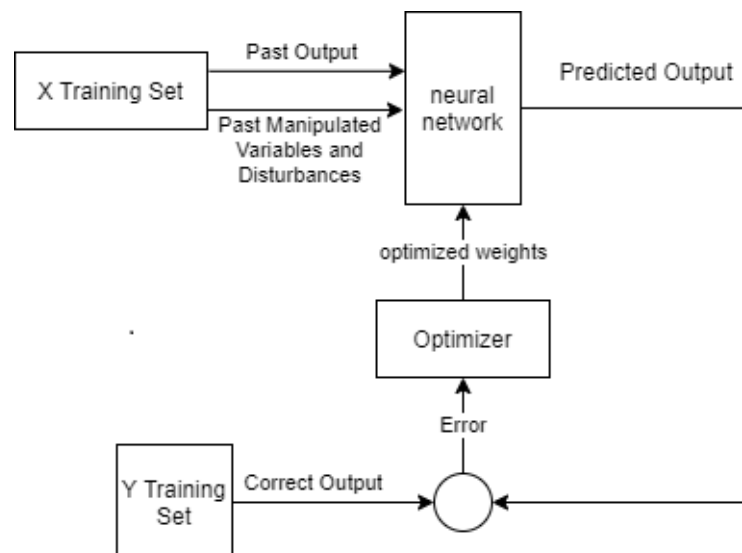 Past Output
X Training Set
Past Manipulated
Variables and
Disturbances
neural
network
Predicted Output
optimized weights
Optimizer
Error
Y Training
Set
Correct Output